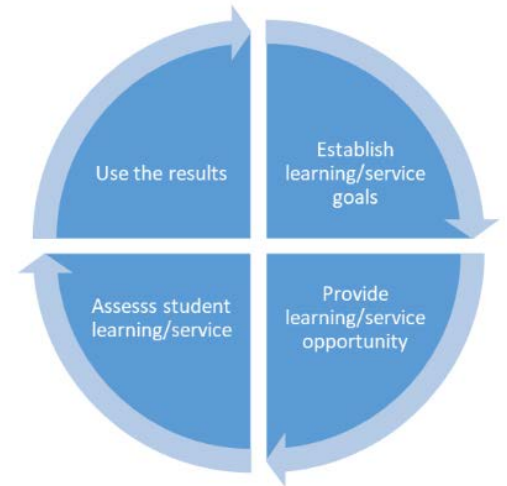 Use the results
Establish
learning/service
goals
Assesss student
learning/service
Provide
learning/service
opportunity